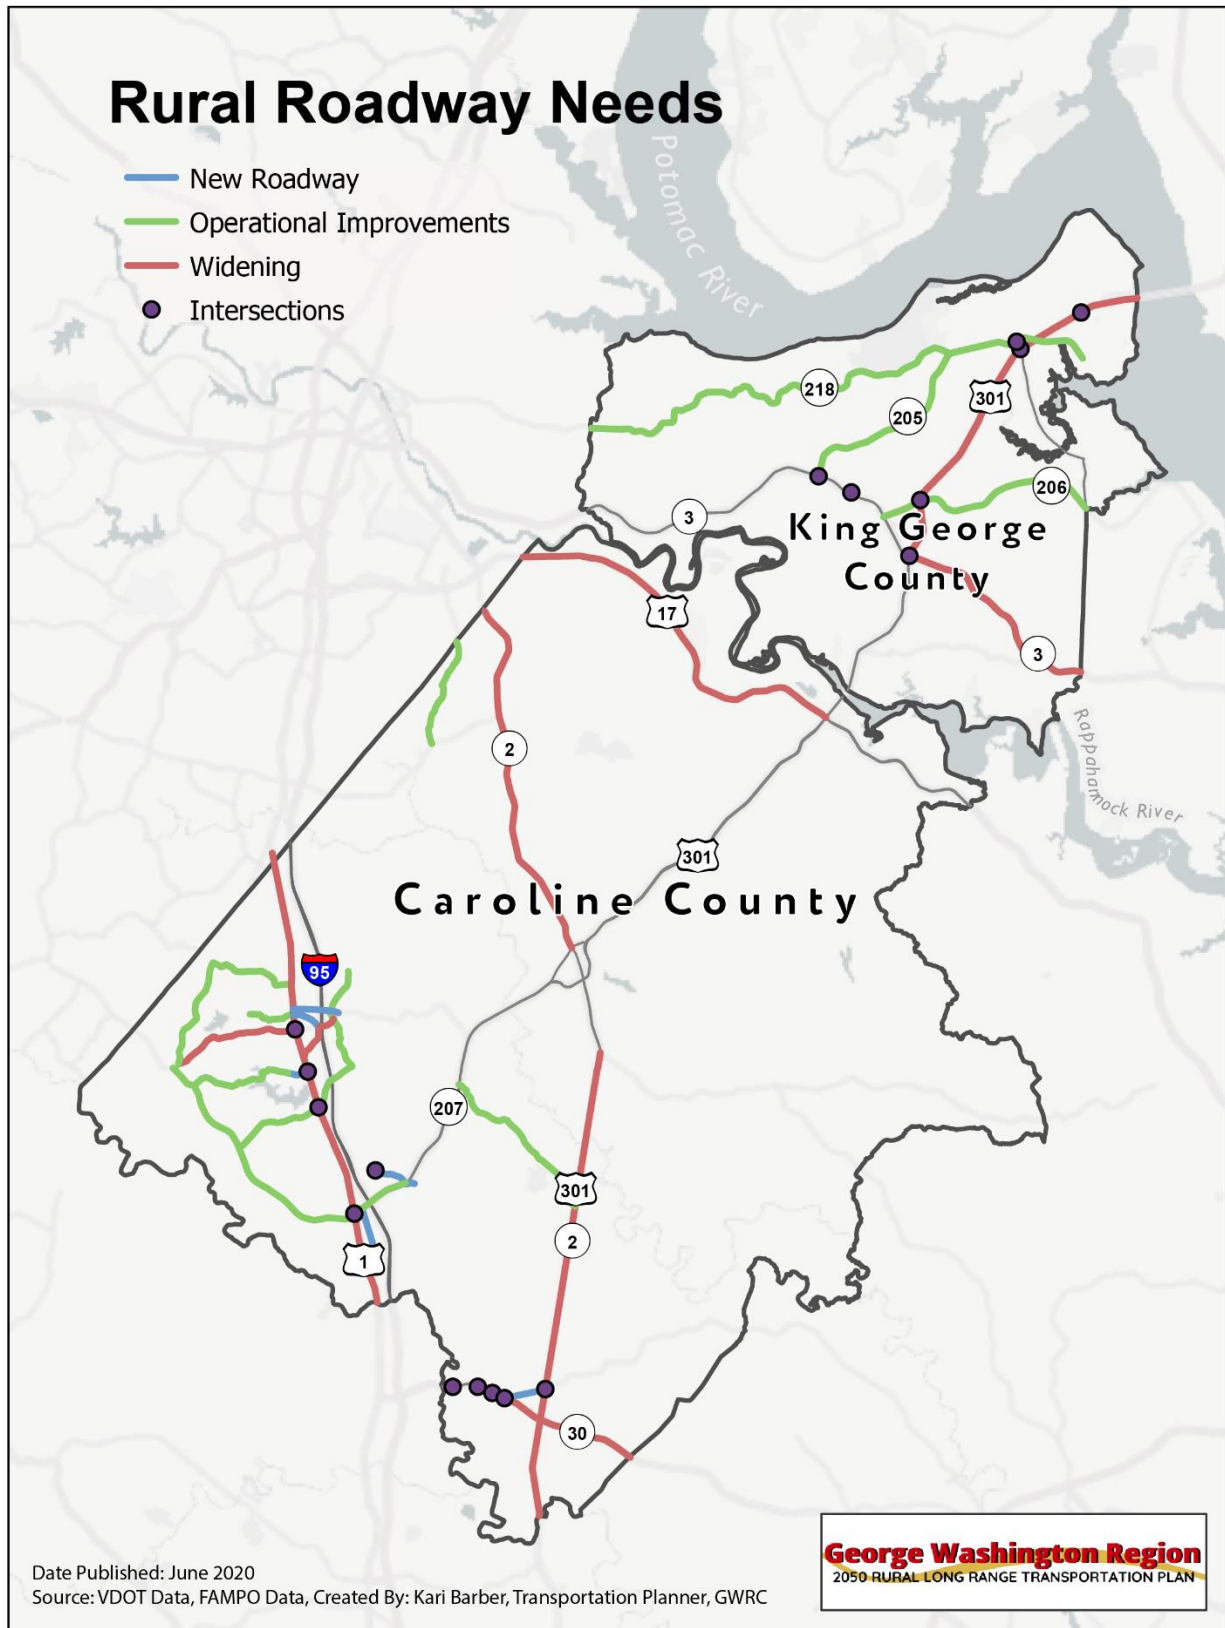 Rural Roadway Needs
New Roadway
Operational Improvements
Widening
Intersections
Potomac River
218
301
205
206
3
King George
County
17
3
2
Rappahannock River
301
Caroline County
95
207
301
2
1
30
George Washington Region
2050 RURAL LONG RANGE TRANSPORTATION PLAN
Date Published: June 2020
Source: VDOT Data, FAMPO Data, Created By: Kari Barber, Transportation Planner, GWRC